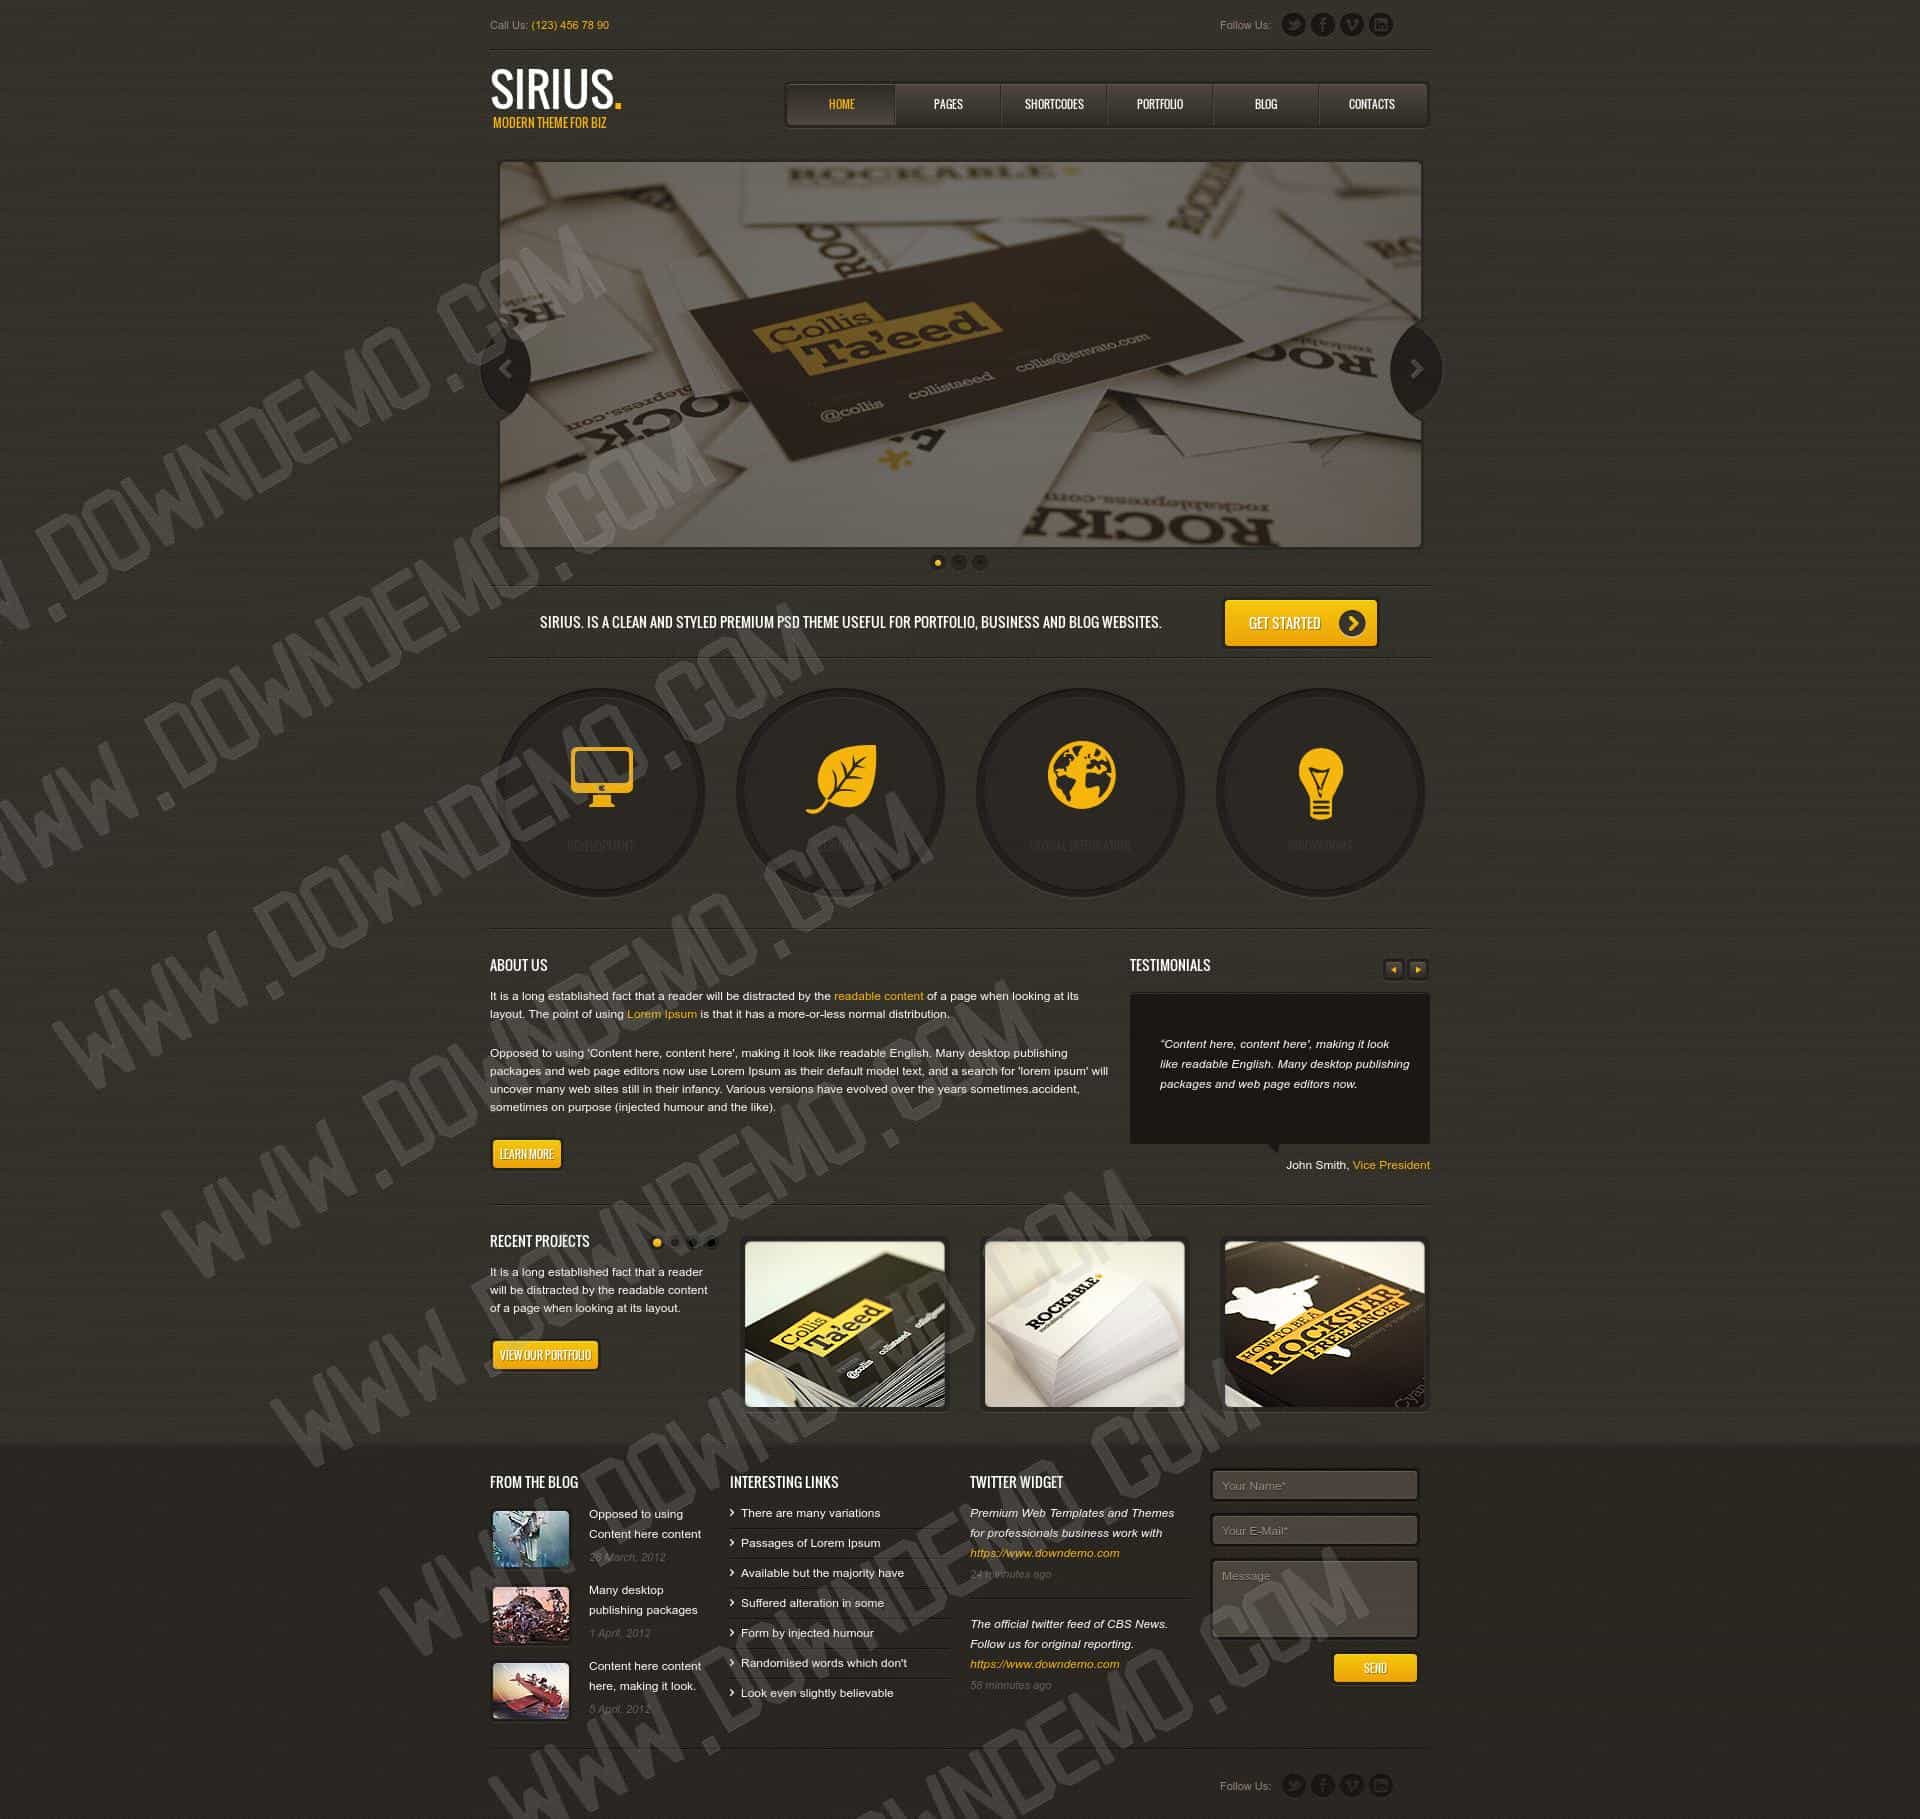 Call Us: (123) 456 78 90
Follow Us:
SIRIUS.
MODERN THEME FOR BIZ
HOME
PAGES
SHORTCODES
PORTFOLIO
BLOG
CONTACTS
ROCKABLE
Collis
Ta'eed
@collis collistaeed collis@envato.com
rockablepress.com
SIRIUS. IS A CLEAN AND STYLED PREMIUM PSD THEME USEFUL FOR PORTFOLIO, BUSINESS AND BLOG WEBSITES.
GET STARTED
DEVELOPMENT
ABOUT US
It is a long established fact that a reader will be distracted by the readable content of a page when looking at its
layout. The point of using Lorem Ipsum is that it has a more-or-less normal distribution.
Opposed to using 'Content here, content here', making it look like readable English. Many desktop publishing
packages and web page editors now use Lorem Ipsum as their default model text, and a search for 'lorem ipsum' will
uncover many web sites still in their infancy. Various versions have evolved over the years sometimes.accident,
sometimes on purpose (injected humour and the like).
LEARN MORE
TESTIMONIALS
"Content here, content here', making it look
like readable English. Many desktop publishing
packages and web page editors now.
John Smith, Vice President
RECENT PROJECTS
It is a long established fact that a reader
will be distracted by the readable content
of a page when looking at its layout.
VIEW OUR PORTFOLIO
Collis
Ta'eed
@collis collistaeed
ROCKABLE
HOW TO BE A
ROCKSTAR
FREELANCER
FROM THE BLOG
Opposed to using
Content here content
28 March, 2012
Many desktop
publishing packages
1 April, 2012
Content here content
here, making it look.
5 April, 2012
INTERESTING LINKS
There are many variations
Passages of Lorem Ipsum
Available but the majority have
Suffered alteration in some
Form by injected humour
Randomised words which don't
Look even slightly believable
TWITTER WIDGET
Premium Web Templates and Themes
for professionals business work with
https://www.downdemo.com
24 minutes ago
The official twitter feed of CBS News.
Follow us for original reporting.
https://www.downdemo.com
56 minnutes ago
Your Name*
Your E-Mail*
Message
SEND
Follow Us:
WWW.DOWNDEMO.COM